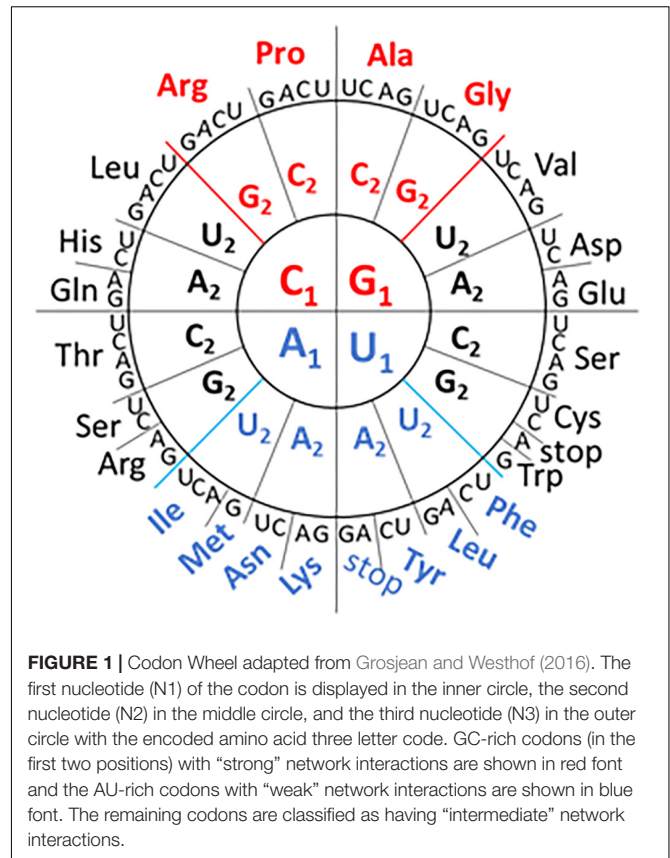 Pro Ala
Arg Gly
GACU UCAG
GACU UCAG
Leu Val
GACU UCAG
G2 C2 C2 G2
His U2 U2 Asp
UC UC
Gln A2 C1 G1 A2 Glu
AG AG
Thr C2 A1 U1 C2 Ser
UCAG UCAG
G2 G2
Ser UC UC Cys
Arg AG A stop
G Trp
U2 A2 A2 U2
Ile UCA G UC AG GA CU GA CU Phe
Met Leu
Asn Lys stop Tyr
FIGURE 1 | Codon Wheel adapted from Grosjean and Westhof (2016). The
first nucleotide (N1) of the codon is displayed in the inner circle, the second
nucleotide (N2) in the middle circle, and the third nucleotide (N3) in the outer
circle with the encoded amino acid three letter code. GC-rich codons (in the
first two positions) with “strong” network interactions are shown in red font
and the AU-rich codons with “weak” network interactions are shown in blue
font. The remaining codons are classified as having “intermediate” network
interactions.